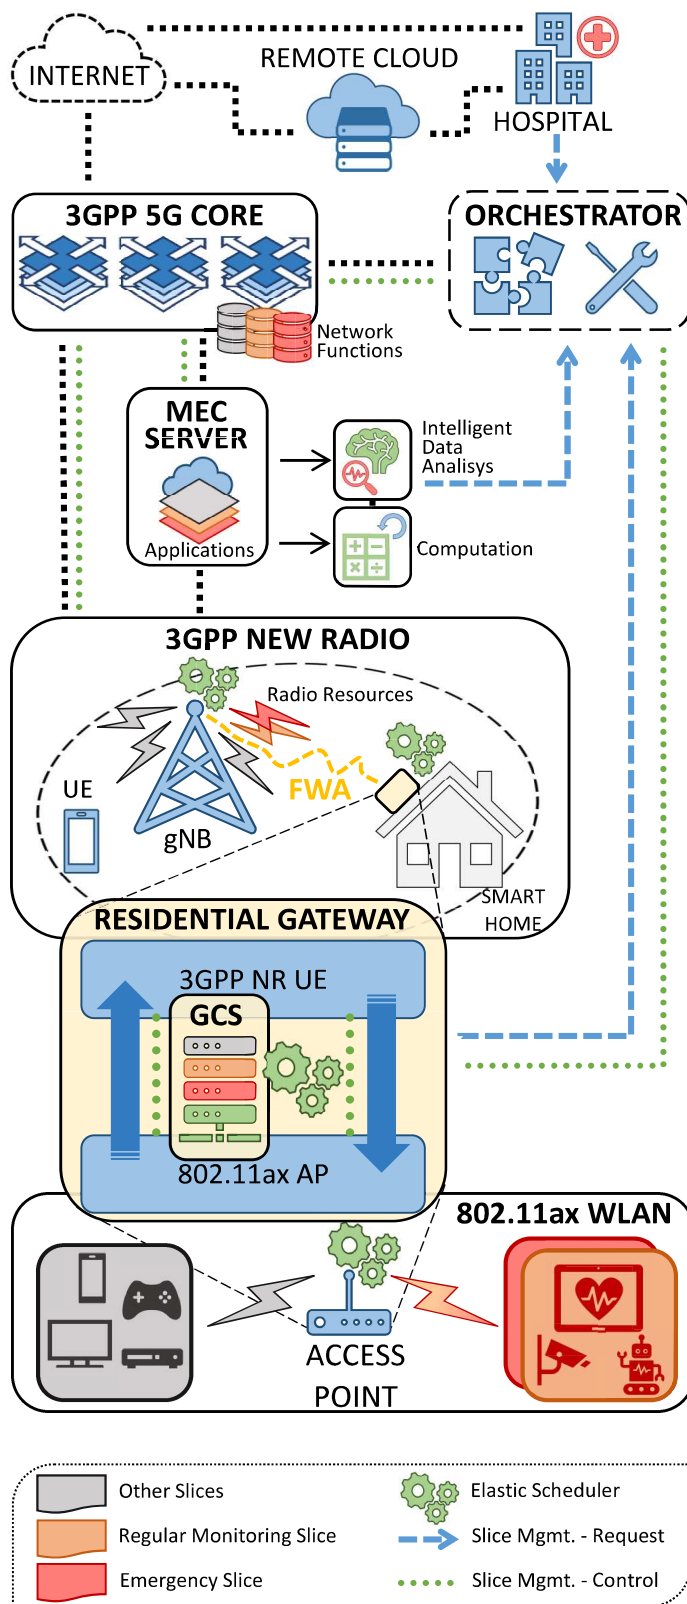 INTERNET
REMOTE CLOUD
HOSPITAL
3GPP 5G CORE
ORCHESTRATOR
Network
Functions
MEC
SERVER
Applications
Intelligent
Data
Analisys
Computation
3GPP NEW RADIO
Radio Resources
UE
FWA
gNB
SMART
HOME
RESIDENTIAL GATEWAY
3GPP NR UE
GCS
802.11ax AP
802.11ax WLAN
ACCESS
POINT
Other Slices
Elastic Scheduler
Regular Monitoring Slice
Slice Mgmt. - Request
Emergency Slice
Slice Mgmt. - Control